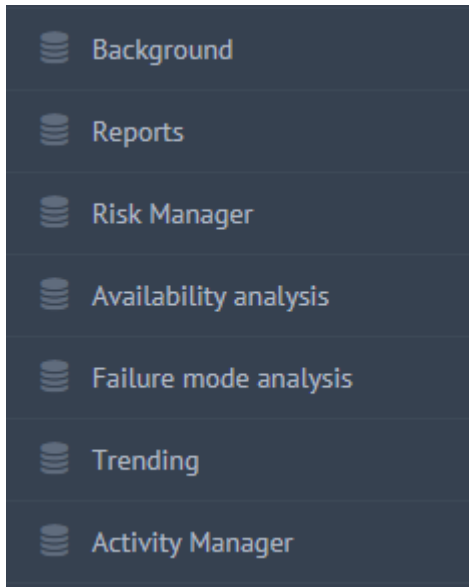 Background
Reports
Risk Manager
Availability analysis
Failure mode analysis
Trending
Activity Manager